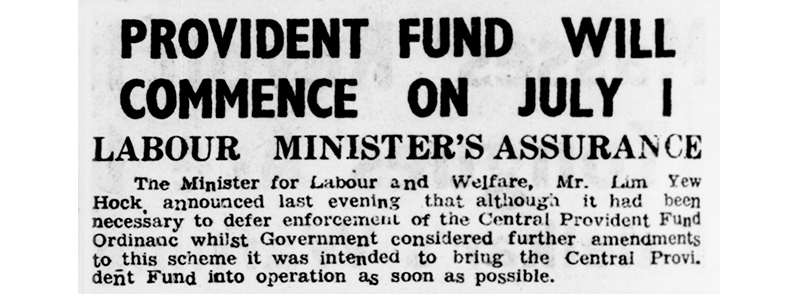 PROVIDENT FUND WILL
COMMENCE ON JULY 1
LABOUR MINISTER'S ASSURANCE
The Minister for Labour and Welfare, Mr. Lim Yew
Hock, announced last evening that although it had been
necessary to defer enforcement of the Central Provident Fund
Ordinanc whilst Government considered further amendments
to this scheme it was intended to bring the Central Provi.
dent Fund into operation as soon as possible.